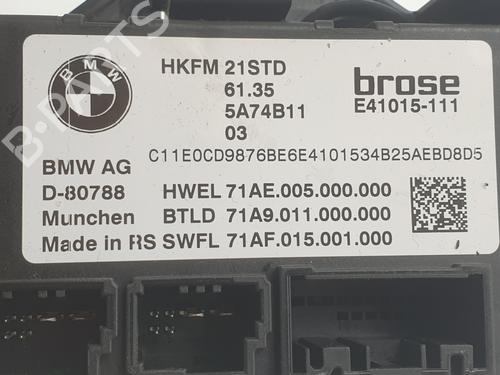 BMW
HKFM 21STD
61.35
5A74B11
03
brose
E41015-111
C11E0CD9876BE6E4101534B25AEBD8D5
BMW AG
D-80788
Munchen
Made in RS
HWEL 71AE.005.000.000
BTLD 71A9.011.000.000
SWFL 71AF.015.001.000
B-PARTS